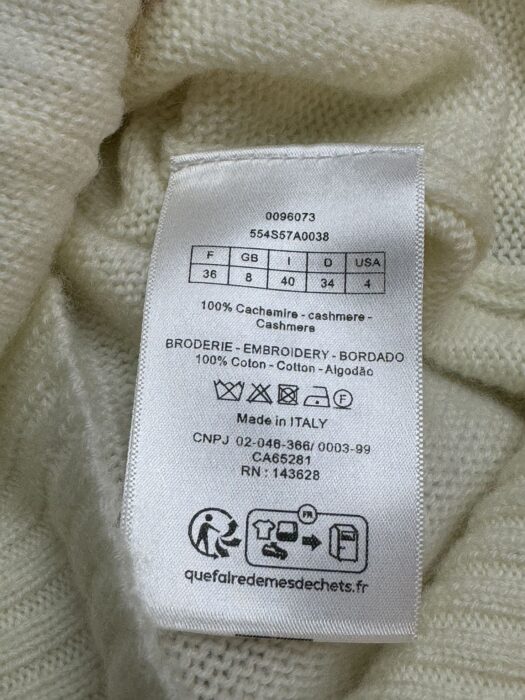 0096073
554S57A0038
F GB I D USA
36 8 40 34 4
100% Cachemire - cashmere -
Cashmere
BRODERIE - EMBROIDERY - BORDADO
100% Coton - Cotton - Algodão
F
Made in ITALY
CNPJ 02-046-366/ 0003-99
CA65281
RN : 143628
FR
quefairedemesdechets.fr